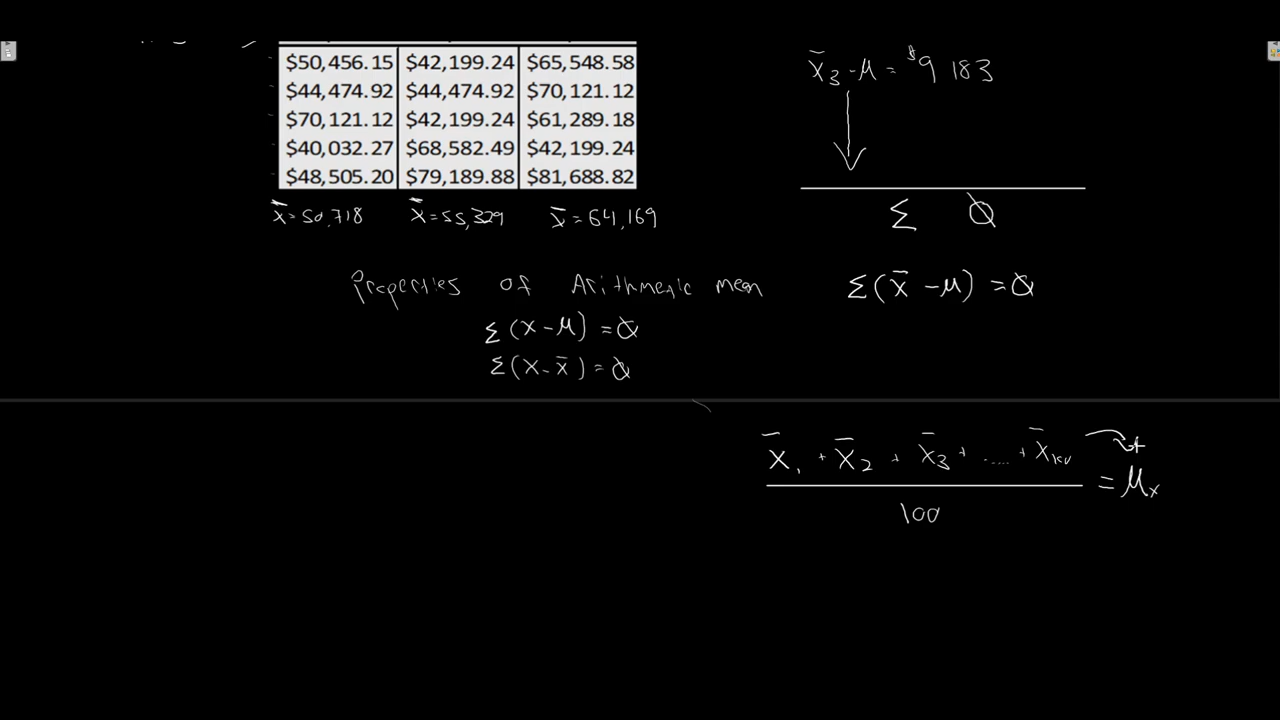 $50,456.15 $42,199.24 $65,548.58
$44,474.92 $44,474.92 $70,121.12
$70,121.12 $42,199.24 $61,289.18
$40,032.27 $68,582.49 $42,199.24
$48,505.20 $79,189.88 $81,688.82
x̄=50,718 x̄=55,329 x̄=64,169
x̄₃-μ=$9 183
Σ 0
Σ(x̄-μ)=0
Properties of Arithmetic mean
Σ(x-μ)=0
Σ(x-x̄)=0
x̄₁+x̄₂+x̄₃+.....+x̄₁₀₀
100
=μₓ